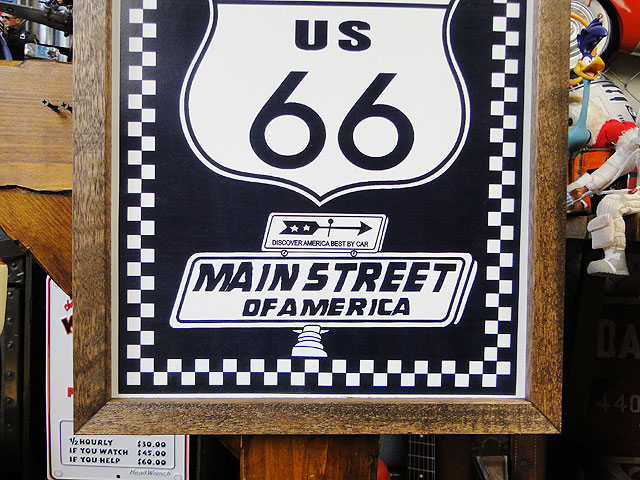 US
66
DISCOVER AMERICA BEST BY CAR
MAIN STREET
OF AMERICA
1/2 HOURLY $30.00
IF YOU WATCH $45.00
IF YOU HELP $60.00
HeadWrench